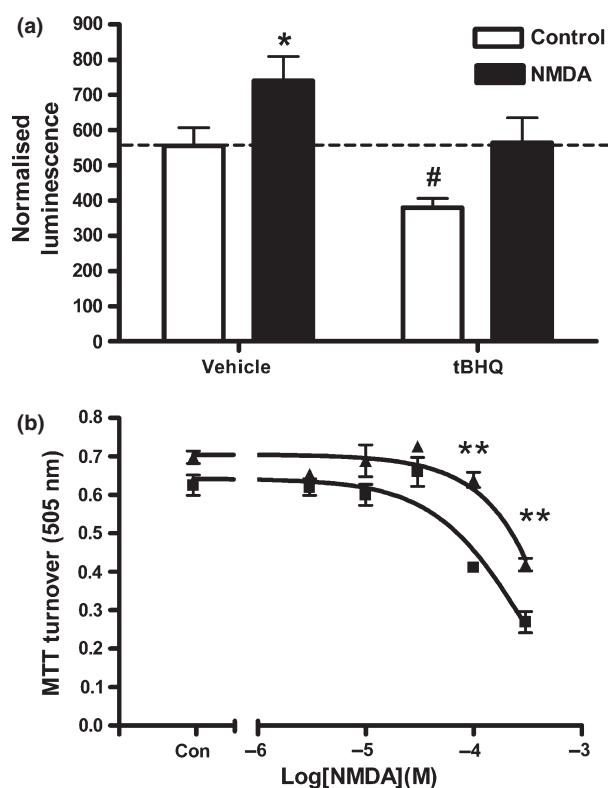 (a)
900
800
700
600
500
400
300
200
100
0
Normalised
luminescence
*
#
Control
NMDA
Vehicle
tBHQ
(b)
0.8
0.7
0.6
0.5
0.4
0.3
0.2
0.1
0.0
MTT turnover (505 nm)
**
**
Con
–6
–5
–4
–3
Log[NMDA](M)